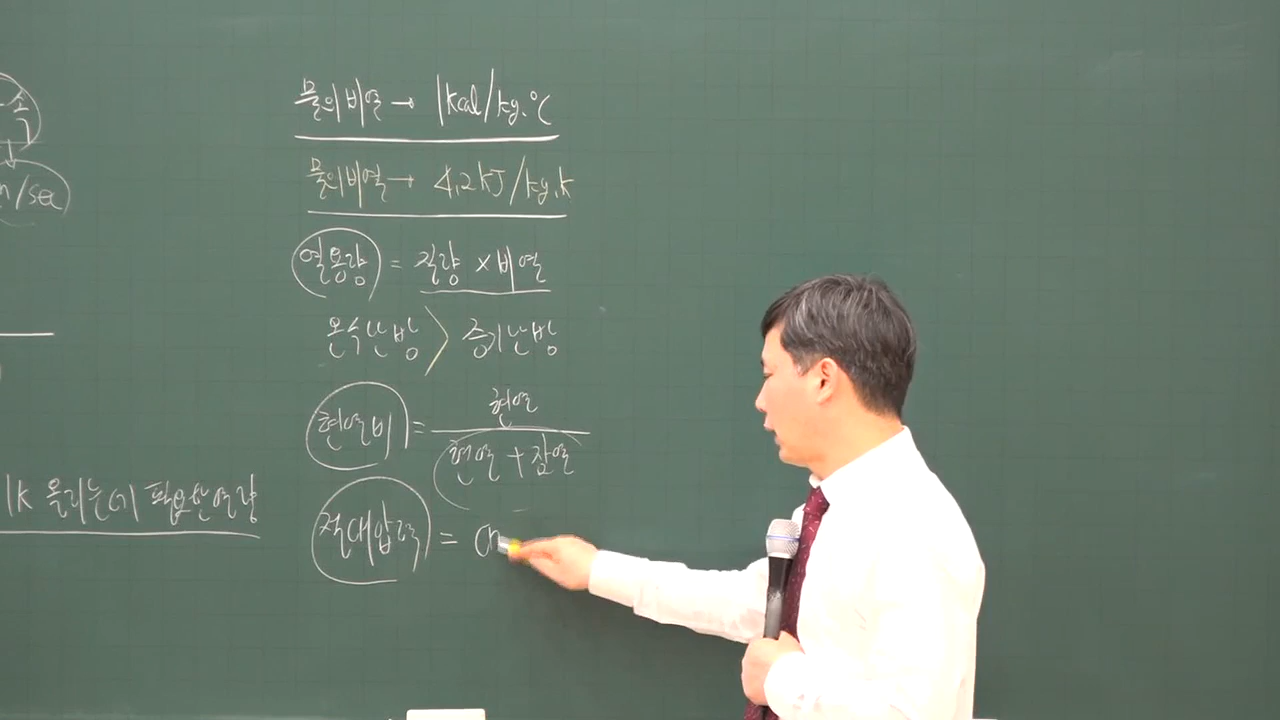 속
m/sec
1k 올리는데 필요한 열량
물의비열 → 1kcal/kg.℃
물의비열 → 4.2kJ/kg.k
열용량 = 질량 × 비열
온수난방 > 증기난방
현열비 = 현열
현열 + 잠열
절대압력 =